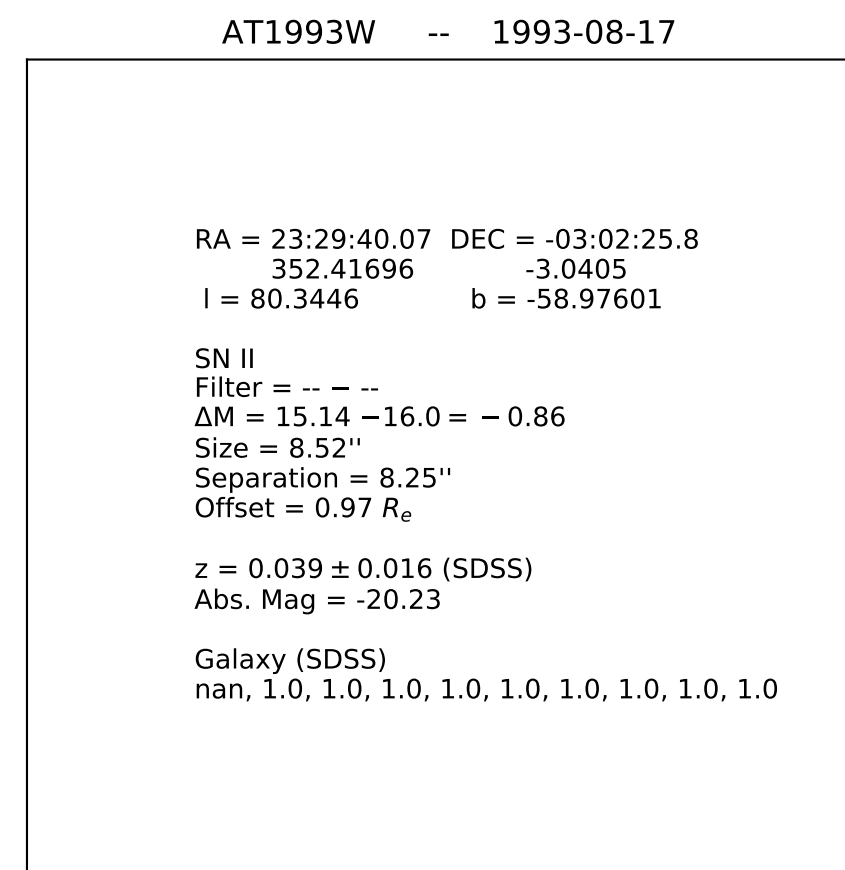 AT1993W -- 1993-08-17
RA = 23:29:40.07 DEC = -03:02:25.8
352.41696 -3.0405
l = 80.3446 b = -58.97601
SN II
Filter = -- − --
ΔM = 15.14 −16.0 = − 0.86
Size = 8.52''
Separation = 8.25''
Offset = 0.97 Rₑ
z = 0.039 ± 0.016 (SDSS)
Abs. Mag = -20.23
Galaxy (SDSS)
nan, 1.0, 1.0, 1.0, 1.0, 1.0, 1.0, 1.0, 1.0, 1.0